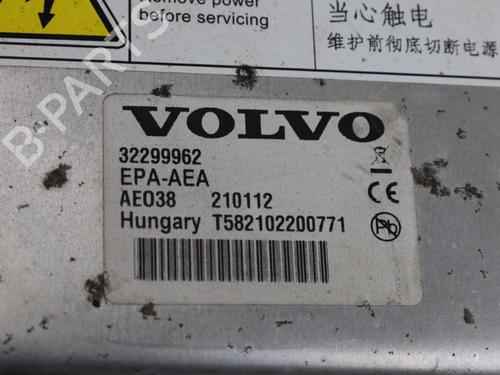 Remove power
before servicing
当心触电
维护前彻底切断电源
B-PARTS
VOLVO
32299962
EPA-AEA
AE038 210112
Hungary T582102200771
CE
Pb